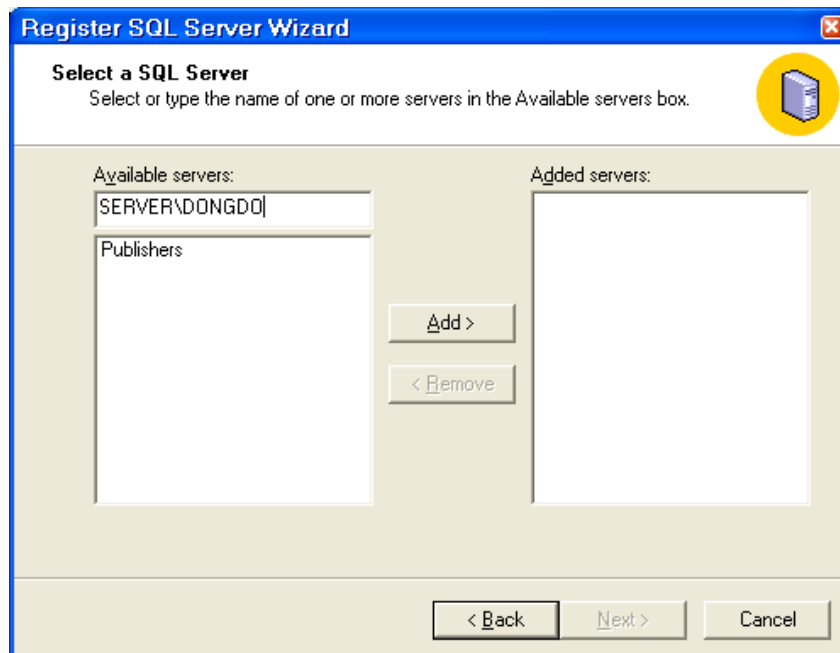 Register SQL Server Wizard
Select a SQL Server
Select or type the name of one or more servers in the Available servers box.
Available servers:
Added servers:
SERVER\DONGDO
Publishers
Add >
< Remove
< Back
Next >
Cancel